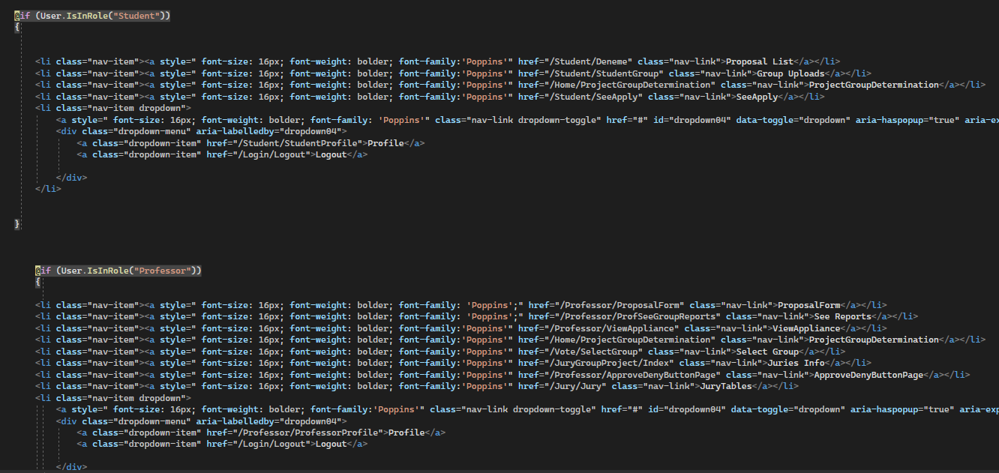 @if (User.IsInRole("Student"))
{
<li class="nav-item"><a style=" font-size: 16px; font-weight: bolder; font-family:'Poppins'" href="/Student/Deneme" class="nav-link">Proposal List</a></li>
<li class="nav-item"><a style=" font-size: 16px; font-weight: bolder; font-family:'Poppins'" href="/Student/StudentGroup" class="nav-link">Group Uploads</a></li>
<li class="nav-item"><a style=" font-size: 16px; font-weight: bolder; font-family:'Poppins'" href="/Home/ProjectGroupDetermination" class="nav-link">ProjectGroupDetermination</a></li>
<li class="nav-item"><a style=" font-size: 16px; font-weight: bolder; font-family:'Poppins'" href="/Student/SeeApply" class="nav-link">SeeApply</a></li>
<li class="nav-item dropdown">
<a style=" font-size: 16px; font-weight: bolder; font-family: 'Poppins'" class="nav-link dropdown-toggle" href="#" id="dropdown04" data-toggle="dropdown" aria-haspopup="true" aria-ex
<div class="dropdown-menu" aria-labelledby="dropdown04">
<a class="dropdown-item" href="/Student/StudentProfile">Profile</a>
<a class="dropdown-item" href="/Login/Logout">Logout</a>
</div>
</li>
}
@if (User.IsInRole("Professor"))
{
<li class="nav-item"><a style=" font-size: 16px; font-weight: bolder; font-family: 'Poppins';" href="/Professor/ProposalForm" class="nav-link">ProposalForm</a></li>
<li class="nav-item"><a style=" font-size: 16px; font-weight: bolder; font-family: 'Poppins';" href="/Professor/ProfSeeGroupReports" class="nav-link">See Reports</a></li>
<li class="nav-item"><a style=" font-size: 16px; font-weight: bolder; font-family:'Poppins'" href="/Professor/ViewAppliance" class="nav-link">ViewAppliance</a></li>
<li class="nav-item"><a style=" font-size: 16px; font-weight: bolder; font-family:'Poppins'" href="/Home/ProjectGroupDetermination" class="nav-link">ProjectGroupDetermination</a></li>
<li class="nav-item"><a style=" font-size: 16px; font-weight: bolder; font-family:'Poppins'" href="/Vote/SelectGroup" class="nav-link">Select Group</a></li>
<li class="nav-item"><a style=" font-size: 16px; font-weight: bolder; font-family:'Poppins'" href="/JuryGroupProject/Index" class="nav-link">Juries Info</a></li>
<li class="nav-item"><a style=" font-size: 16px; font-weight: bolder; font-family:'Poppins'" href="/Professor/ApproveDenyButtonPage" class="nav-link">ApproveDenyButtonPage</a></li>
<li class="nav-item"><a style=" font-size: 16px; font-weight: bolder; font-family:'Poppins'" href="/Jury/Jury" class="nav-link">JuryTables</a></li>
<li class="nav-item dropdown">
<a style=" font-size: 16px; font-weight: bolder; font-family:'Poppins'" class="nav-link dropdown-toggle" href="#" id="dropdown04" data-toggle="dropdown" aria-haspopup="true" aria-exp
<div class="dropdown-menu" aria-labelledby="dropdown04">
<a class="dropdown-item" href="/Professor/ProfessorProfile">Profile</a>
<a class="dropdown-item" href="/Login/Logout">Logout</a>
</div>